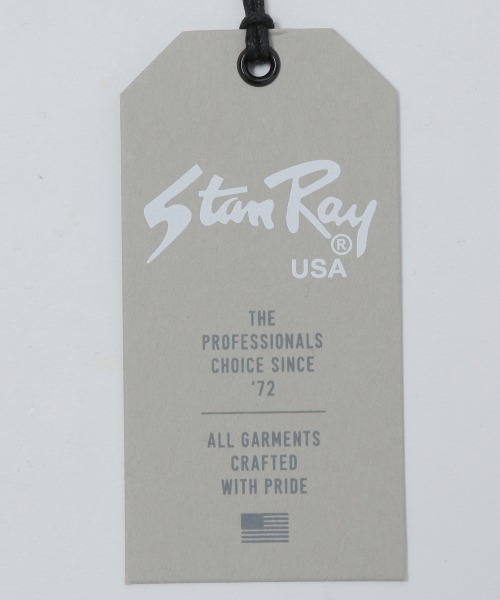 Stan Ray
®
USA
THE
PROFESSIONALS
CHOICE SINCE
'72
ALL GARMENTS
CRAFTED
WITH PRIDE